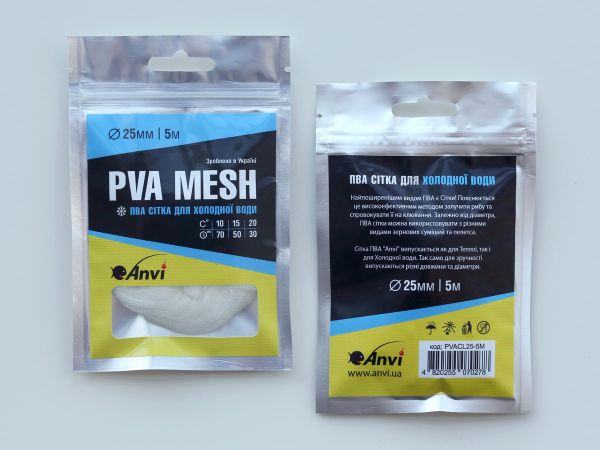 Ø 25мм | 5м
Зроблено в Україні
PVA MESH
ПВА СІТКА ДЛЯ ХОЛОДНОЇ ВОДИ
C° 10 15 20
70 50 30
Anvi
ПВА СІТКА ДЛЯ ХОЛОДНОЇ ВОДИ
Найпоширенішим видом ПВА є Сітки! Пояснюється
це високоефективним методом залучити рибу та
спровокувати її на клювання. Залежно від діаметра,
ПВА сітки можна використовувати з різними
видами зернових сумішей та пелетса.
Сітка ПВА "Anvi" випускається як для Теплої, так і
для Холодної води. Так само для зручності
випускаються різні довжини та діаметри.
Ø 25мм | 5м
Anvi
www.anvi.ua
код: PVACL25-5M
4 820255 070278